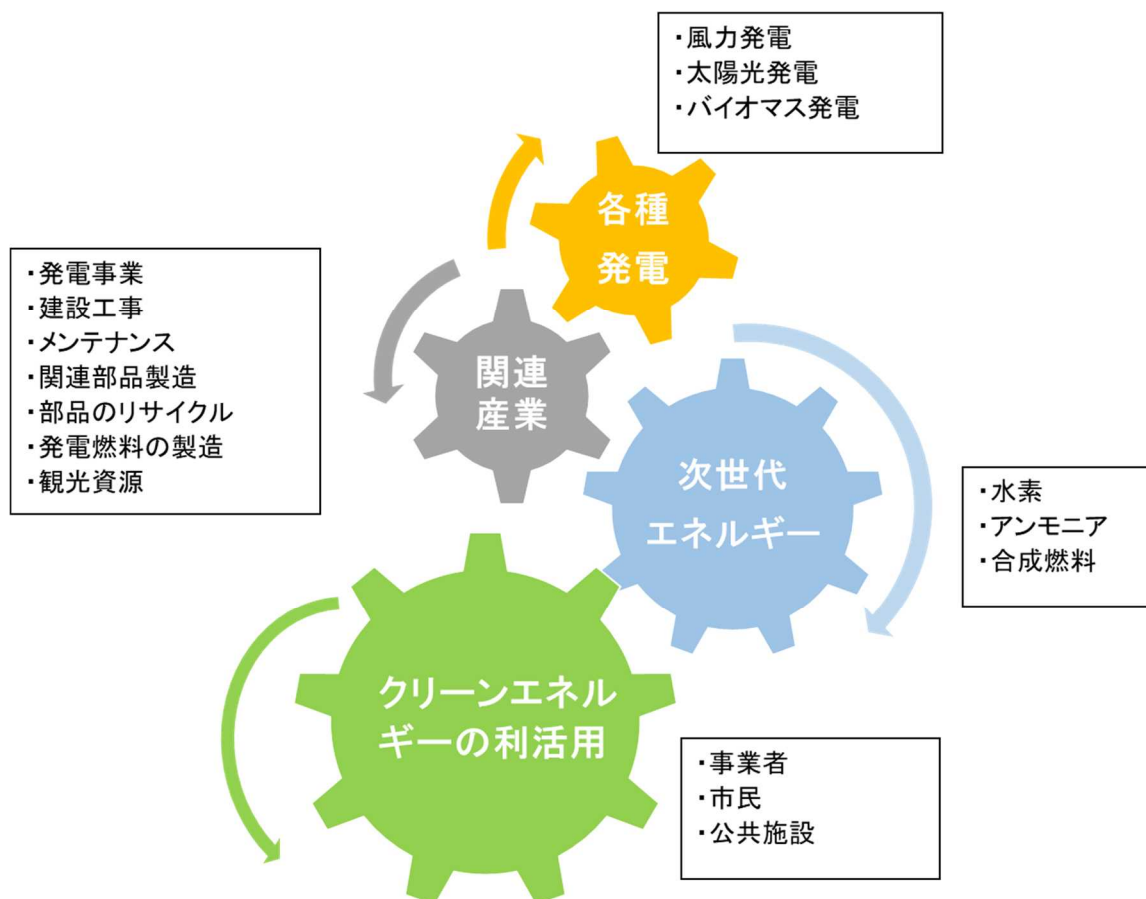 ・風力発電
・太陽光発電
・バイオマス発電
各種
発電
・発電事業
・建設工事
・メンテナンス
・関連部品製造
・部品のリサイクル
・発電燃料の製造
・観光資源
関連
産業
次世代
エネルギー
・水素
・アンモニア
・合成燃料
クリーンエネル
ギーの利活用
・事業者
・市民
・公共施設